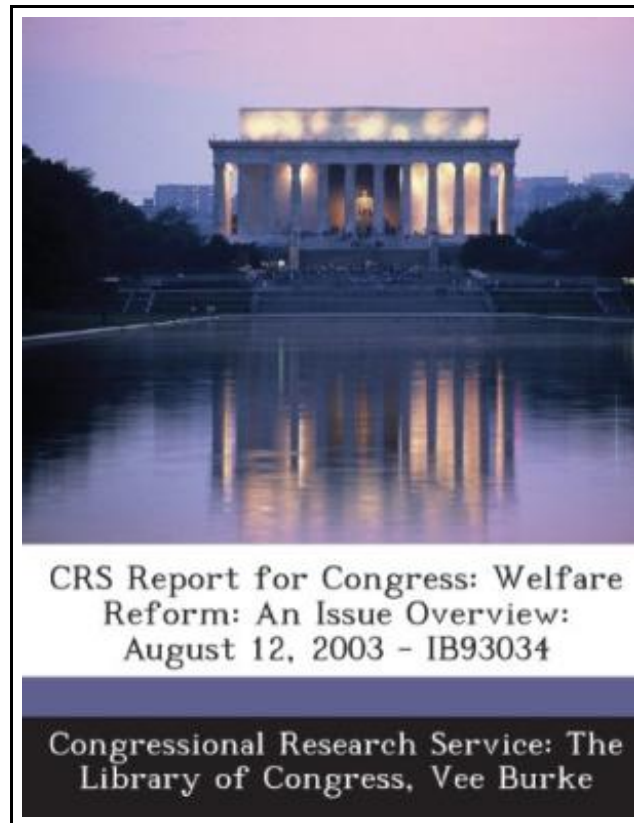 CRS Report for Congress: Welfare
Reform: An Issue Overview:
August 12, 2003 - IB93034
Congressional Research Service: The
Library of Congress, Vee Burke